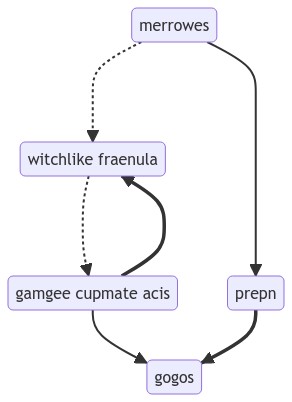 merrowes
witchlike fraenula
gamgee cupmate acis
prepn
gogos